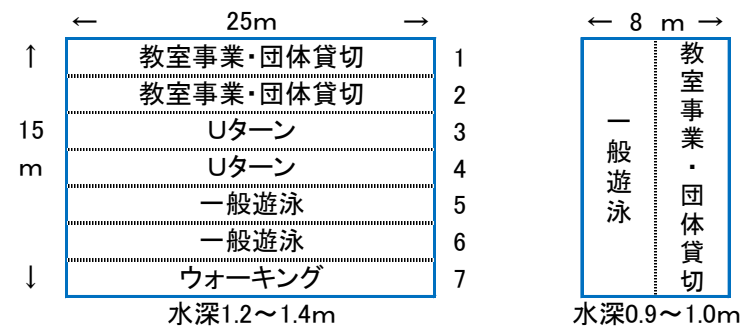 ← 25m →
← 8 m →
↑
15
m
↓
教室事業・団体貸切 1
教室事業・団体貸切 2
Uターン 3
Uターン 4
一般遊泳 5
一般遊泳 6
ウォーキング 7
水深1.2～1.4m
一般遊泳
教室事業・団体貸切
水深0.9～1.0m